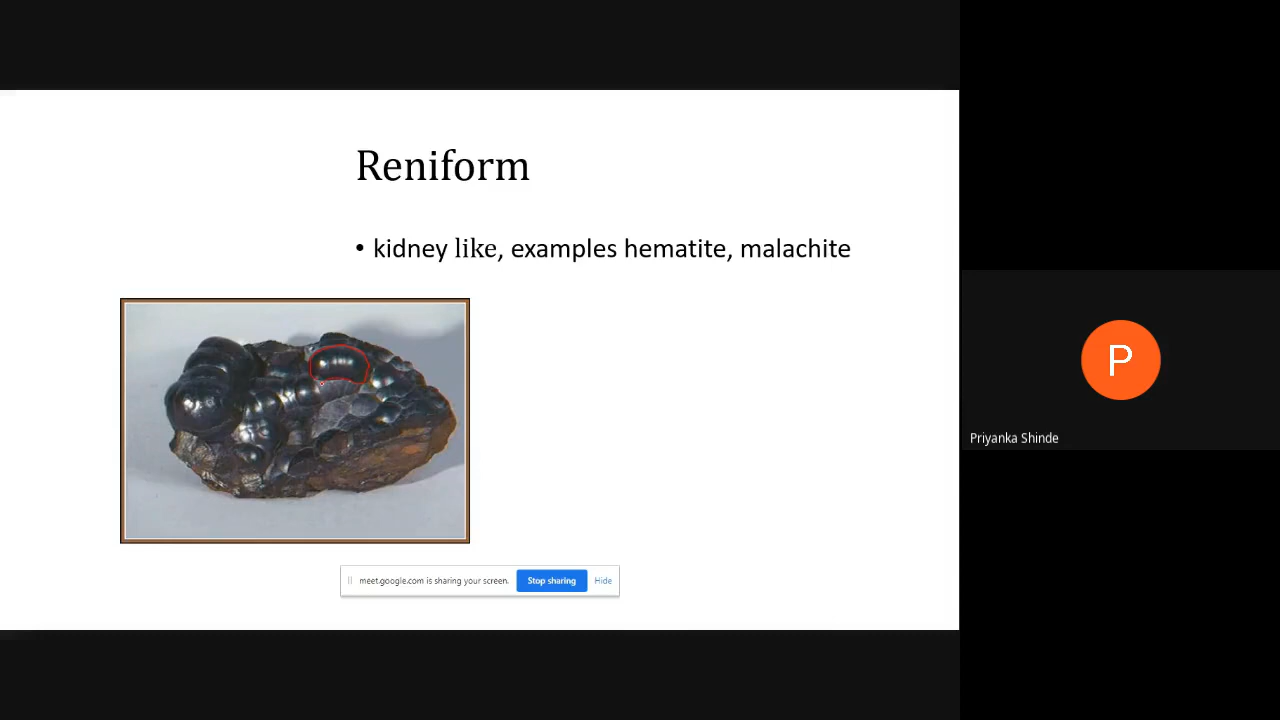 Reniform
• kidney like, examples hematite, malachite
meet.google.com is sharing your screen.
Stop sharing
Hide
P
Priyanka Shinde